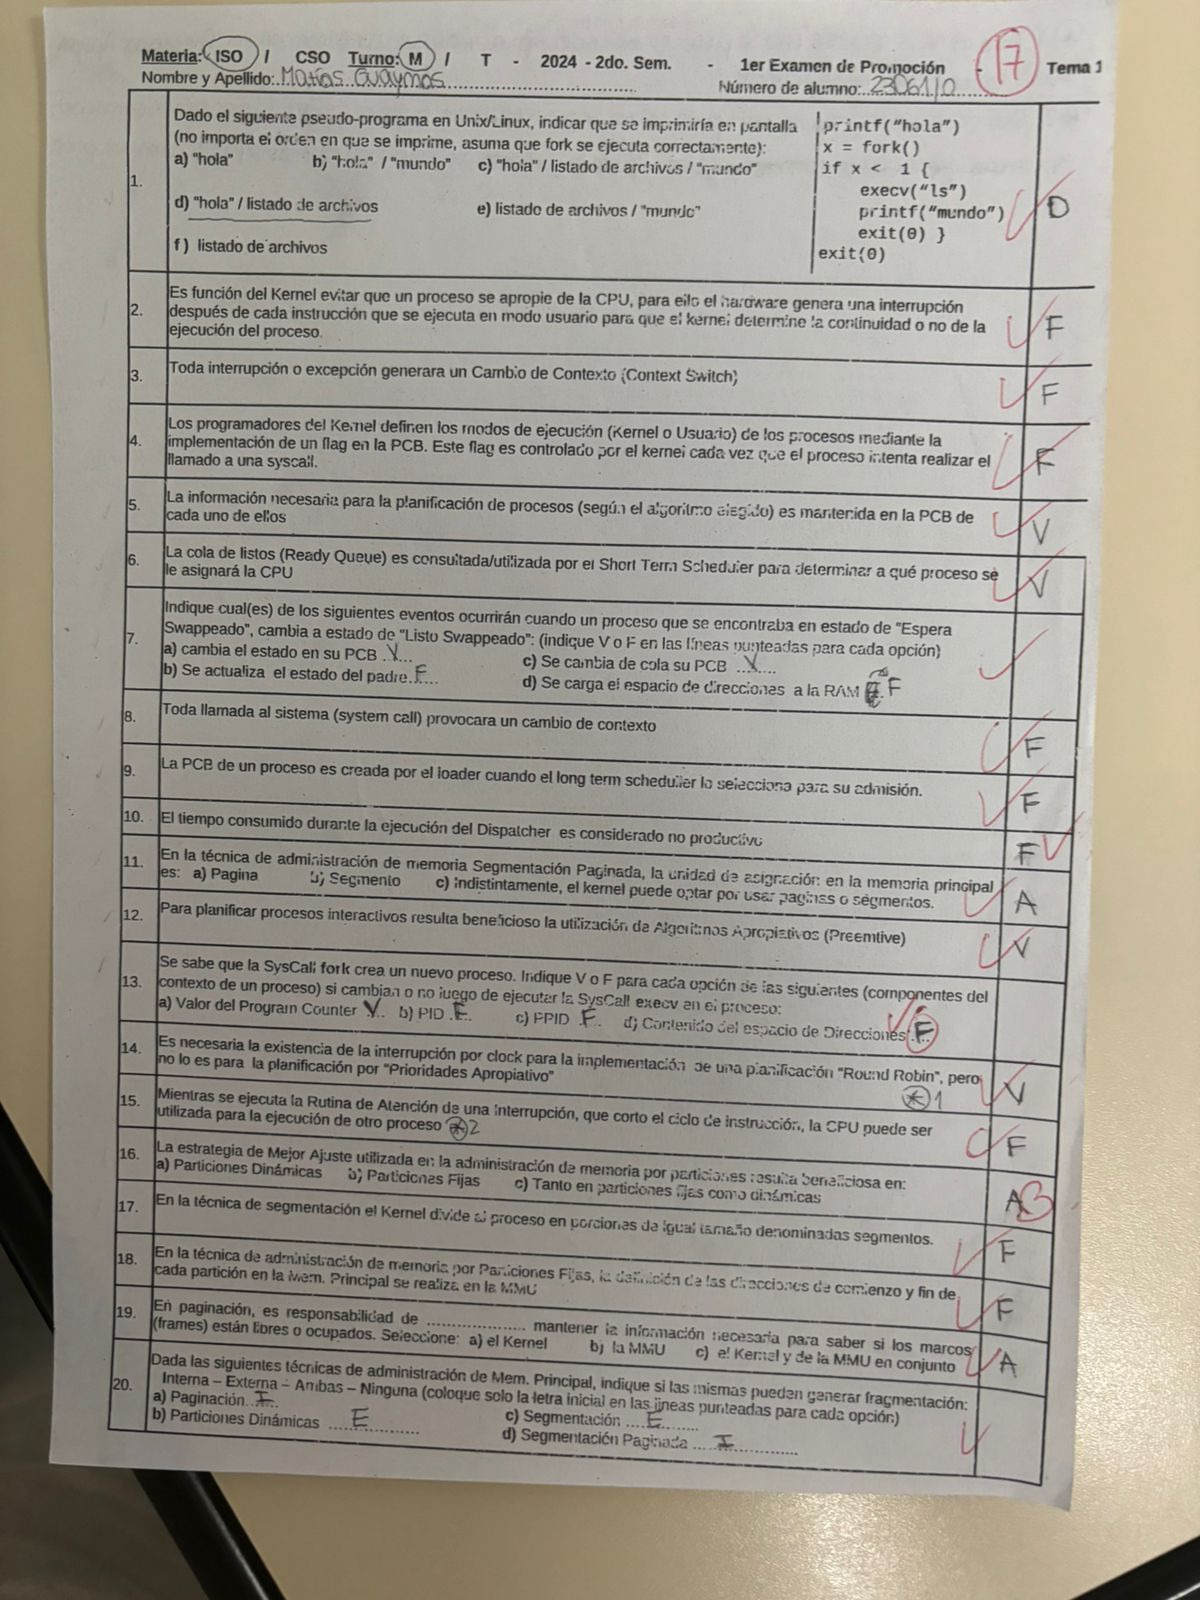 Materia: ISO / CSO Turno: M / T - 2024 - 2do. Sem. - 1er Examen de Promoción - 17 Tema 1
Nombre y Apellido: Matías Guaymas Número de alumno: 23061/0
1.
Dado el siguiente pseudo-programa en Unix/Linux, indicar que se imprimiría en pantalla
(no importa el orden en que se imprime, asuma que fork se ejecuta correctamente):
a) "hola" b) "hola" / "mundo" c) "hola" / listado de archivos / "mundo"
d) "hola" / listado de archivos e) listado de archivos / "mundo"
f) listado de archivos
printf("hola")
x = fork()
if x < 1 {
execv("ls")
printf("mundo")
exit(0) }
exit(0)
D
2.
Es función del Kernel evitar que un proceso se apropie de la CPU, para ello el hardware genera una interrupción
después de cada instrucción que se ejecuta en modo usuario para que el kernel determine la continuidad o no de la
ejecución del proceso.
F
3. Toda interrupción o excepción generara un Cambio de Contexto (Context Switch)
F
4.
Los programadores del Kernel definen los modos de ejecución (Kernel o Usuario) de los procesos mediante la
implementación de un flag en la PCB. Este flag es controlado por el kernel cada vez que el proceso intenta realizar el
llamado a una syscall.
F
5.
La información necesaria para la planificación de procesos (según el algoritmo elegido) es mantenida en la PCB de
cada uno de ellos
V
6.
La cola de listos (Ready Queue) es consultada/utilizada por el Short Term Scheduler para determinar a qué proceso se
le asignará la CPU
V
7.
Indique cual(es) de los siguientes eventos ocurrirán cuando un proceso que se encontraba en estado de "Espera
Swappeado", cambia a estado de "Listo Swappeado": (indique V o F en las líneas punteadas para cada opción)
a) cambia el estado en su PCB V c) Se cambia de cola su PCB V
b) Se actualiza el estado del padre F d) Se carga el espacio de direcciones a la RAM F
8. Toda llamada al sistema (system call) provocara un cambio de contexto
F
9. La PCB de un proceso es creada por el loader cuando el long term scheduller lo selecciona para su admisión.
F
10. El tiempo consumido durante la ejecución del Dispatcher es considerado no productivo
F V
11.
En la técnica de administración de memoria Segmentación Paginada, la unidad de asignación en la memoria principal
es: a) Pagina b) Segmento c) Indistintamente, el kernel puede optar por usar paginas o segmentos.
A
12. Para planificar procesos interactivos resulta beneficioso la utilización de Algoritmos Apropiativos (Preemtive)
V
13.
Se sabe que la SysCall fork crea un nuevo proceso. Indique V o F para cada opción de las siguientes (componentes del
contexto de un proceso) si cambian o no luego de ejecutar la SysCall execv en el proceso:
a) Valor del Program Counter V b) PID F c) PPID F d) Contenido del espacio de Direcciones F
14.
Es necesaria la existencia de la interrupción por clock para la implementación de una planificación "Round Robin", pero
no lo es para la planificación por "Prioridades Apropiativo"
* 1
V
15.
Mientras se ejecuta la Rutina de Atención de una Interrupción, que corto el ciclo de instrucción, la CPU puede ser
utilizada para la ejecución de otro proceso * 2
F
16.
La estrategia de Mejor Ajuste utilizada en la administración de memoria por particiones resulta beneficiosa en:
a) Particiones Dinámicas b) Particiones Fijas c) Tanto en particiones fijas como dinámicas
A B
17. En la técnica de segmentación el Kernel divide al proceso en porciones de igual tamaño denominadas segmentos.
F
18.
En la técnica de administración de memoria por Particiones Fijas, la definición de las direcciones de comienzo y fin de
cada partición en la Mem. Principal se realiza en la MMU
F
19.
En paginación, es responsabilidad de .................... mantener la información necesaria para saber si los marcos
(frames) están libres o ocupados. Seleccione: a) el Kernel b) la MMU c) el Kernel y de la MMU en conjunto
A
20.
Dada las siguientes técnicas de administración de Mem. Principal, indique si las mismas pueden generar fragmentación:
Interna – Externa – Ambas – Ninguna (coloque solo la letra inicial en las líneas punteadas para cada opción)
a) Paginación I c) Segmentación E
b) Particiones Dinámicas E d) Segmentación Paginada I